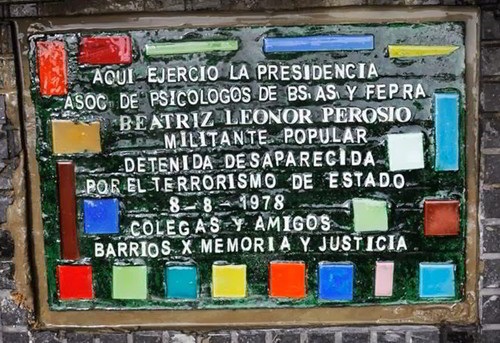 AQUI EJERCIO LA PRESIDENCIA
ASOC DE PSICOLOGOS DE BS.AS Y FEPRA
BEATRIZ LEONOR PEROSIO
MILITANTE POPULAR
DETENIDA DESAPARECIDA
POR EL TERRORISMO DE ESTADO
8-8-1978
COLEGAS Y AMIGOS
BARRIOS X MEMORIA Y JUSTICIA